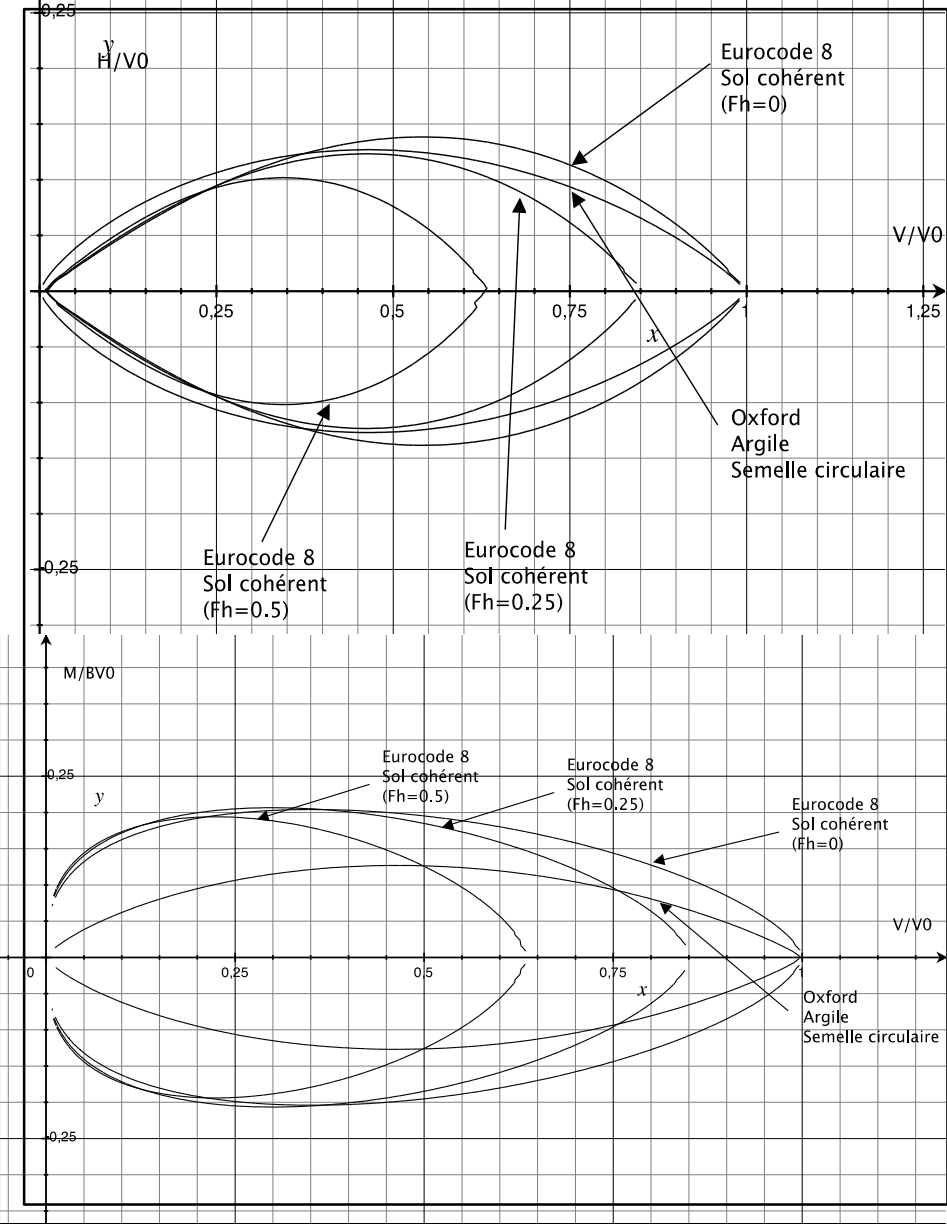 0,25
y
H/V0
Eurocode 8
Sol cohérent
(Fh=0)
V/V0
0,25
0,5
0,75
1
1,25
x
Oxford
Argile
Semelle circulaire
Eurocode 8
Sol cohérent
(Fh=0.5)
Eurocode 8
Sol cohérent
(Fh=0.25)
-0,25
M/BV0
0,25
y
Eurocode 8
Sol cohérent
(Fh=0.5)
Eurocode 8
Sol cohérent
(Fh=0.25)
Eurocode 8
Sol cohérent
(Fh=0)
V/V0
0
0,25
0,5
0,75
1
x
Oxford
Argile
Semelle circulaire
-0,25